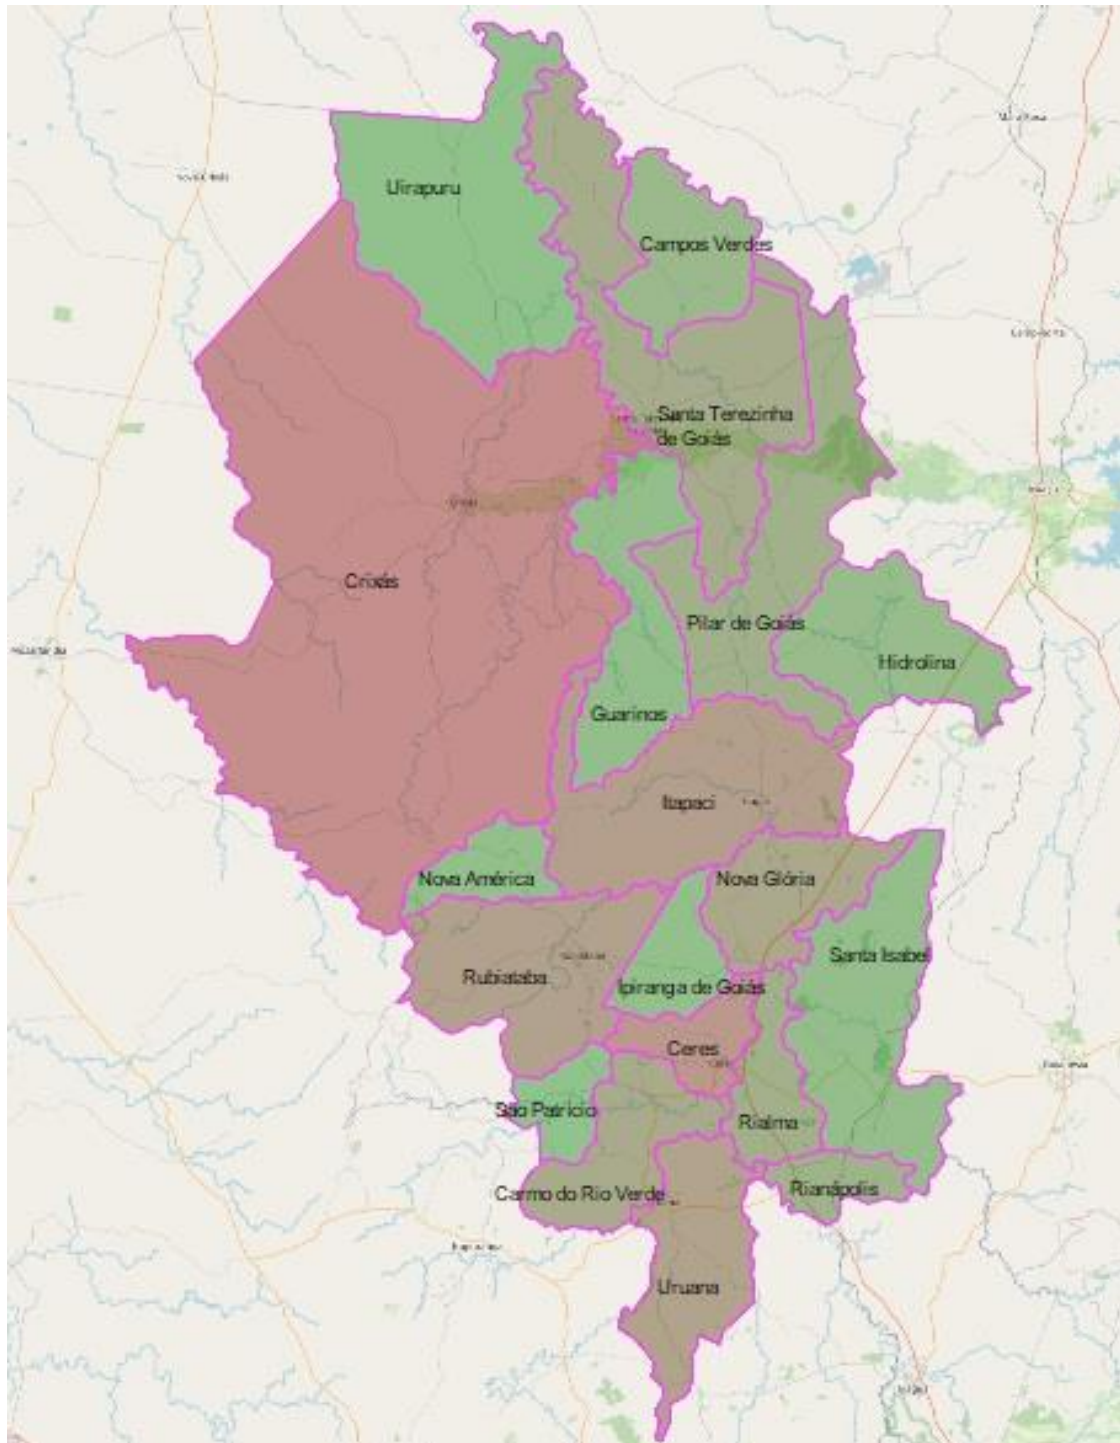 Uirapuru
Campos Verdes
Santa Terezinha
de Goiás
Crixás
Pilar de Goiás
Hidrolina
Guarinos
Itapaci
Nova América
Nova Glória
Santa Isabel
Rubiataba
Ipiranga de Goiás
Ceres
São Patrício
Rialma
Carmo do Rio Verde
Rianápolis
Uruana